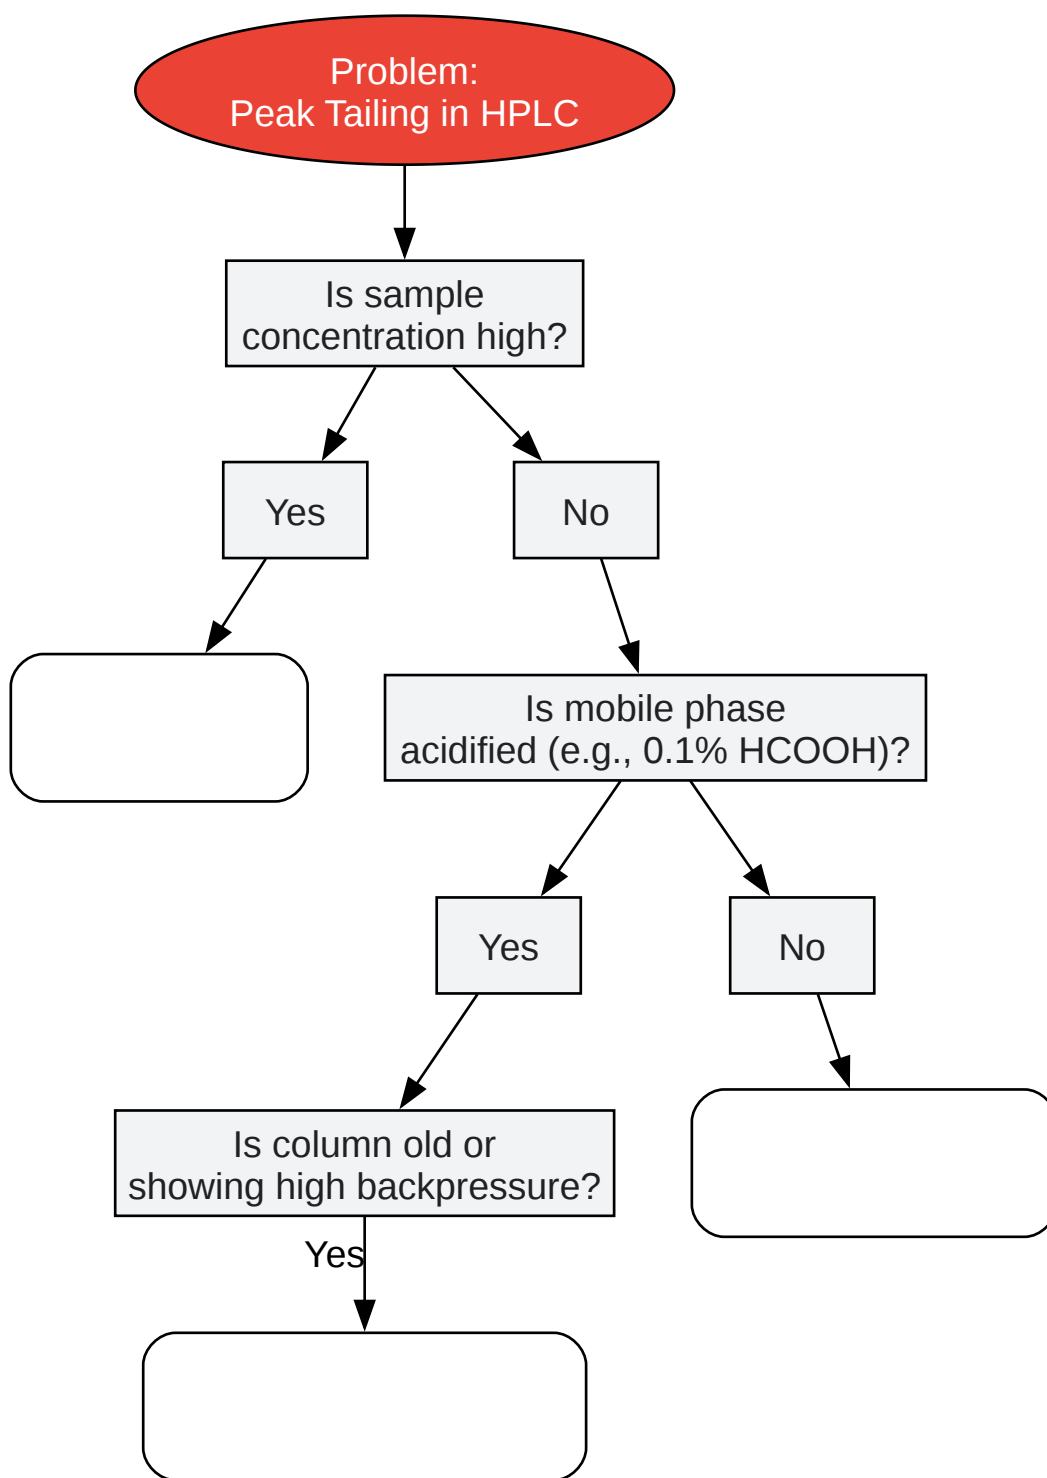 Problem:
Peak Tailing in HPLC
Is sample
concentration high?
Yes
No
Is mobile phase
acidified (e.g., 0.1% HCOOH)?
Yes
No
Is column old or
showing high backpressure?
Yes